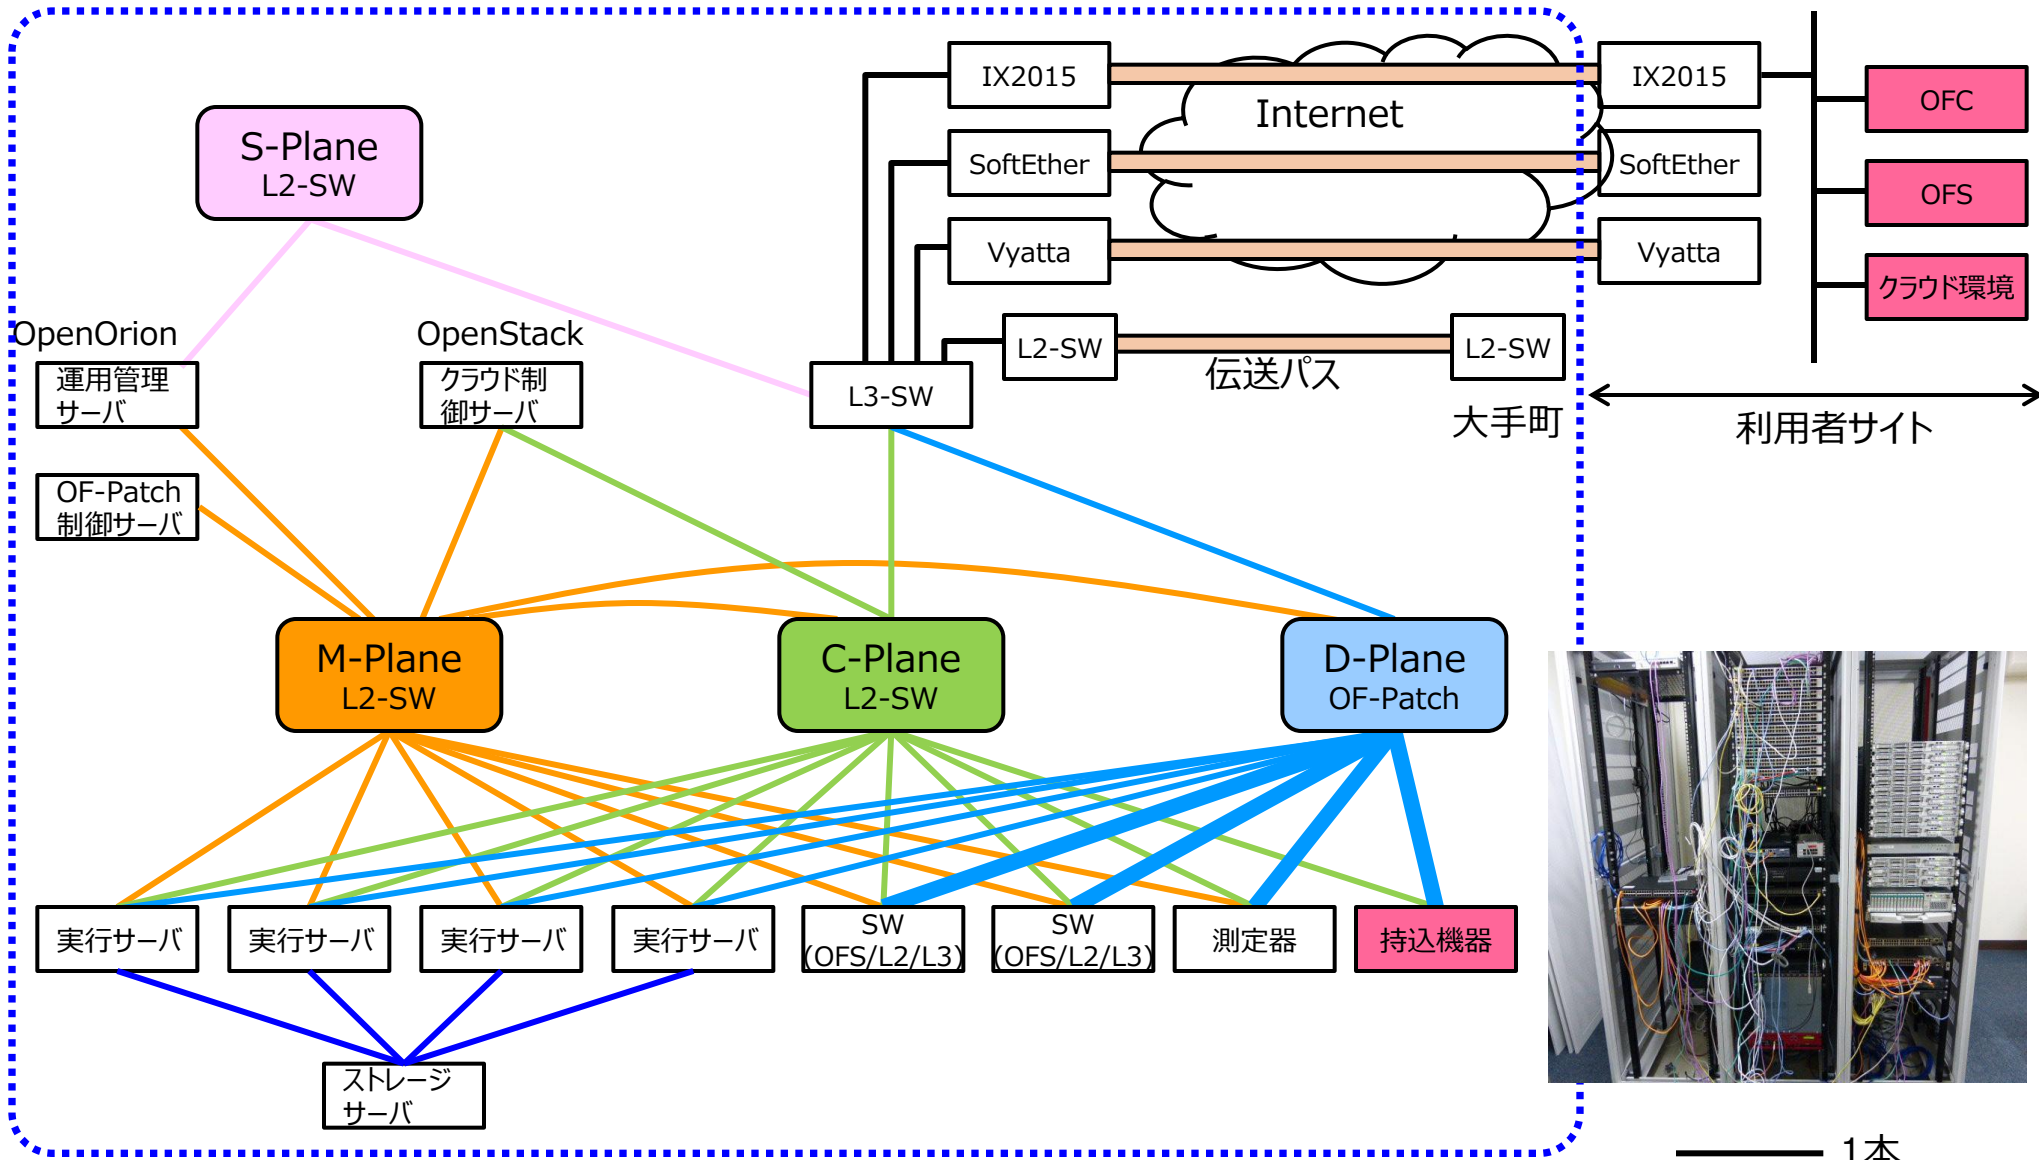 IX2015
IX2015
OFC
Internet
S-Plane
L2-SW
SoftEther
SoftEther
OFS
Vyatta
Vyatta
クラウド環境
OpenOrion
OpenStack
L2-SW
L2-SW
伝送パス
運用管理
サーバ
クラウド制
御サーバ
L3-SW
大手町
利用者サイト
OF-Patch
制御サーバ
M-Plane
L2-SW
C-Plane
L2-SW
D-Plane
OF-Patch
実行サーバ
実行サーバ
実行サーバ
実行サーバ
SW
(OFS/L2/L3)
SW
(OFS/L2/L3)
測定器
持込機器
ストレージ
サーバ
1本